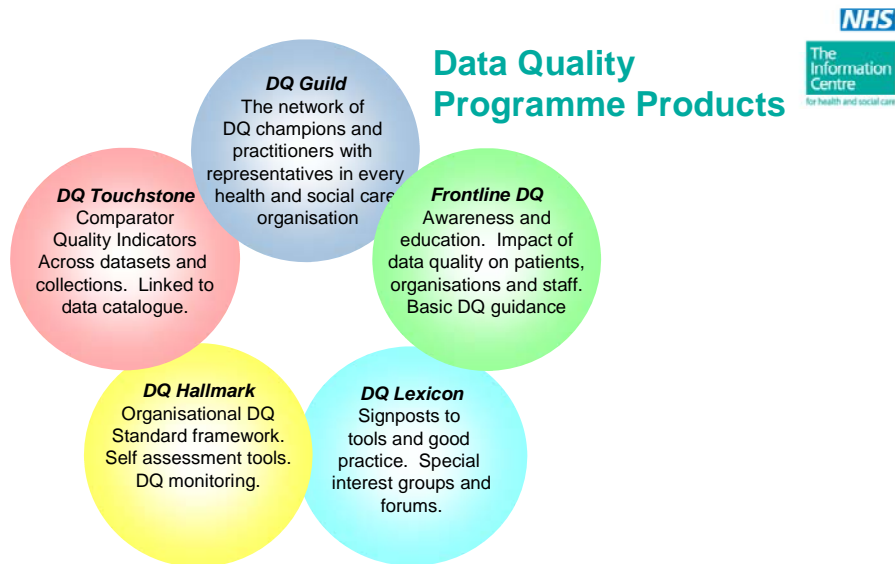 NHS
The
Information
Centre
for health and social care
Data Quality
Programme Products
DQ Guild
The network of
DQ champions and
practitioners with
representatives in every
health and social care
organisation
DQ Touchstone
Comparator
Quality Indicators
Across datasets and
collections.  Linked to
data catalogue.
Frontline DQ
Awareness and
education.  Impact of
data quality on patients,
organisations and staff.
Basic DQ guidance
DQ Hallmark
Organisational DQ
Standard framework.
Self assessment tools.
DQ monitoring.
DQ Lexicon
Signposts to
tools and good
practice.  Special
interest groups and
forums.